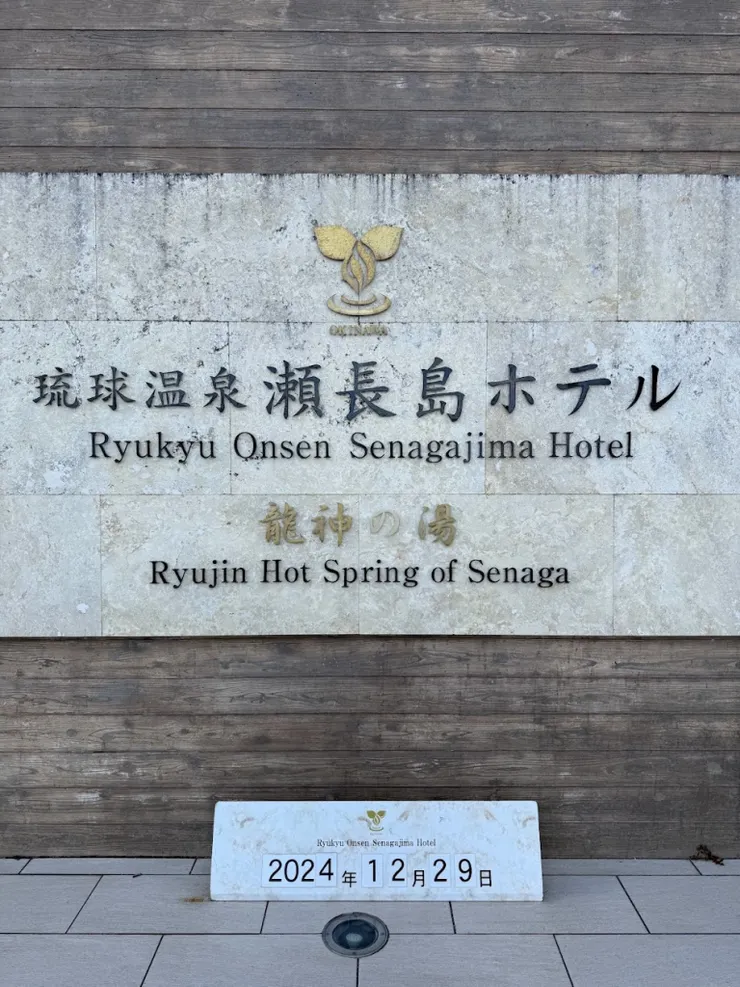 OKINAWA
琉球温泉瀬長島ホテル
Ryukyu Onsen Senagajima Hotel
龍神の湯
Ryujin Hot Spring of Senaga
Ryukyu Onsen Senagajima Hotel
2024年12月29日